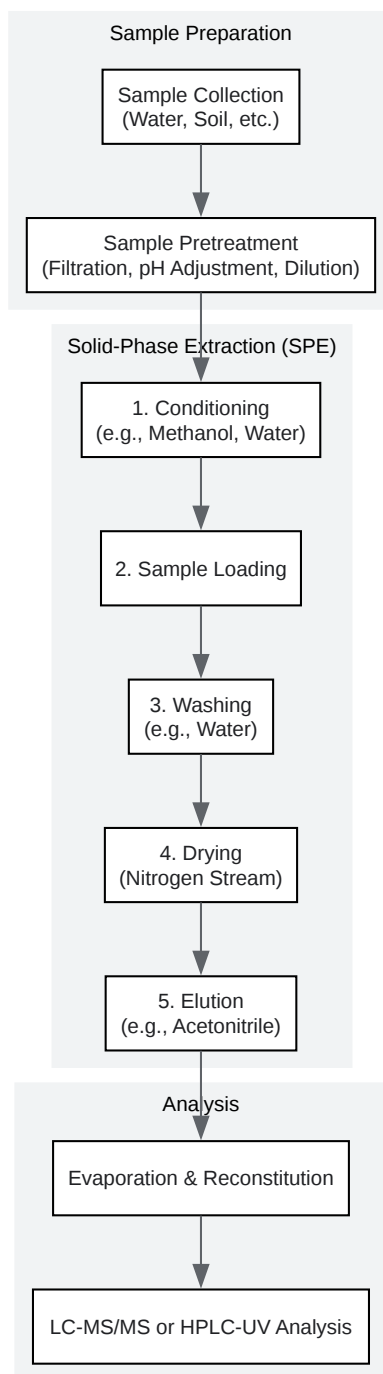 Sample Preparation
Sample Collection
(Water, Soil, etc.)
Sample Pretreatment
(Filtration, pH Adjustment, Dilution)
Solid-Phase Extraction (SPE)
1. Conditioning
(e.g., Methanol, Water)
2. Sample Loading
3. Washing
(e.g., Water)
4. Drying
(Nitrogen Stream)
5. Elution
(e.g., Acetonitrile)
Analysis
Evaporation & Reconstitution
LC-MS/MS or HPLC-UV Analysis